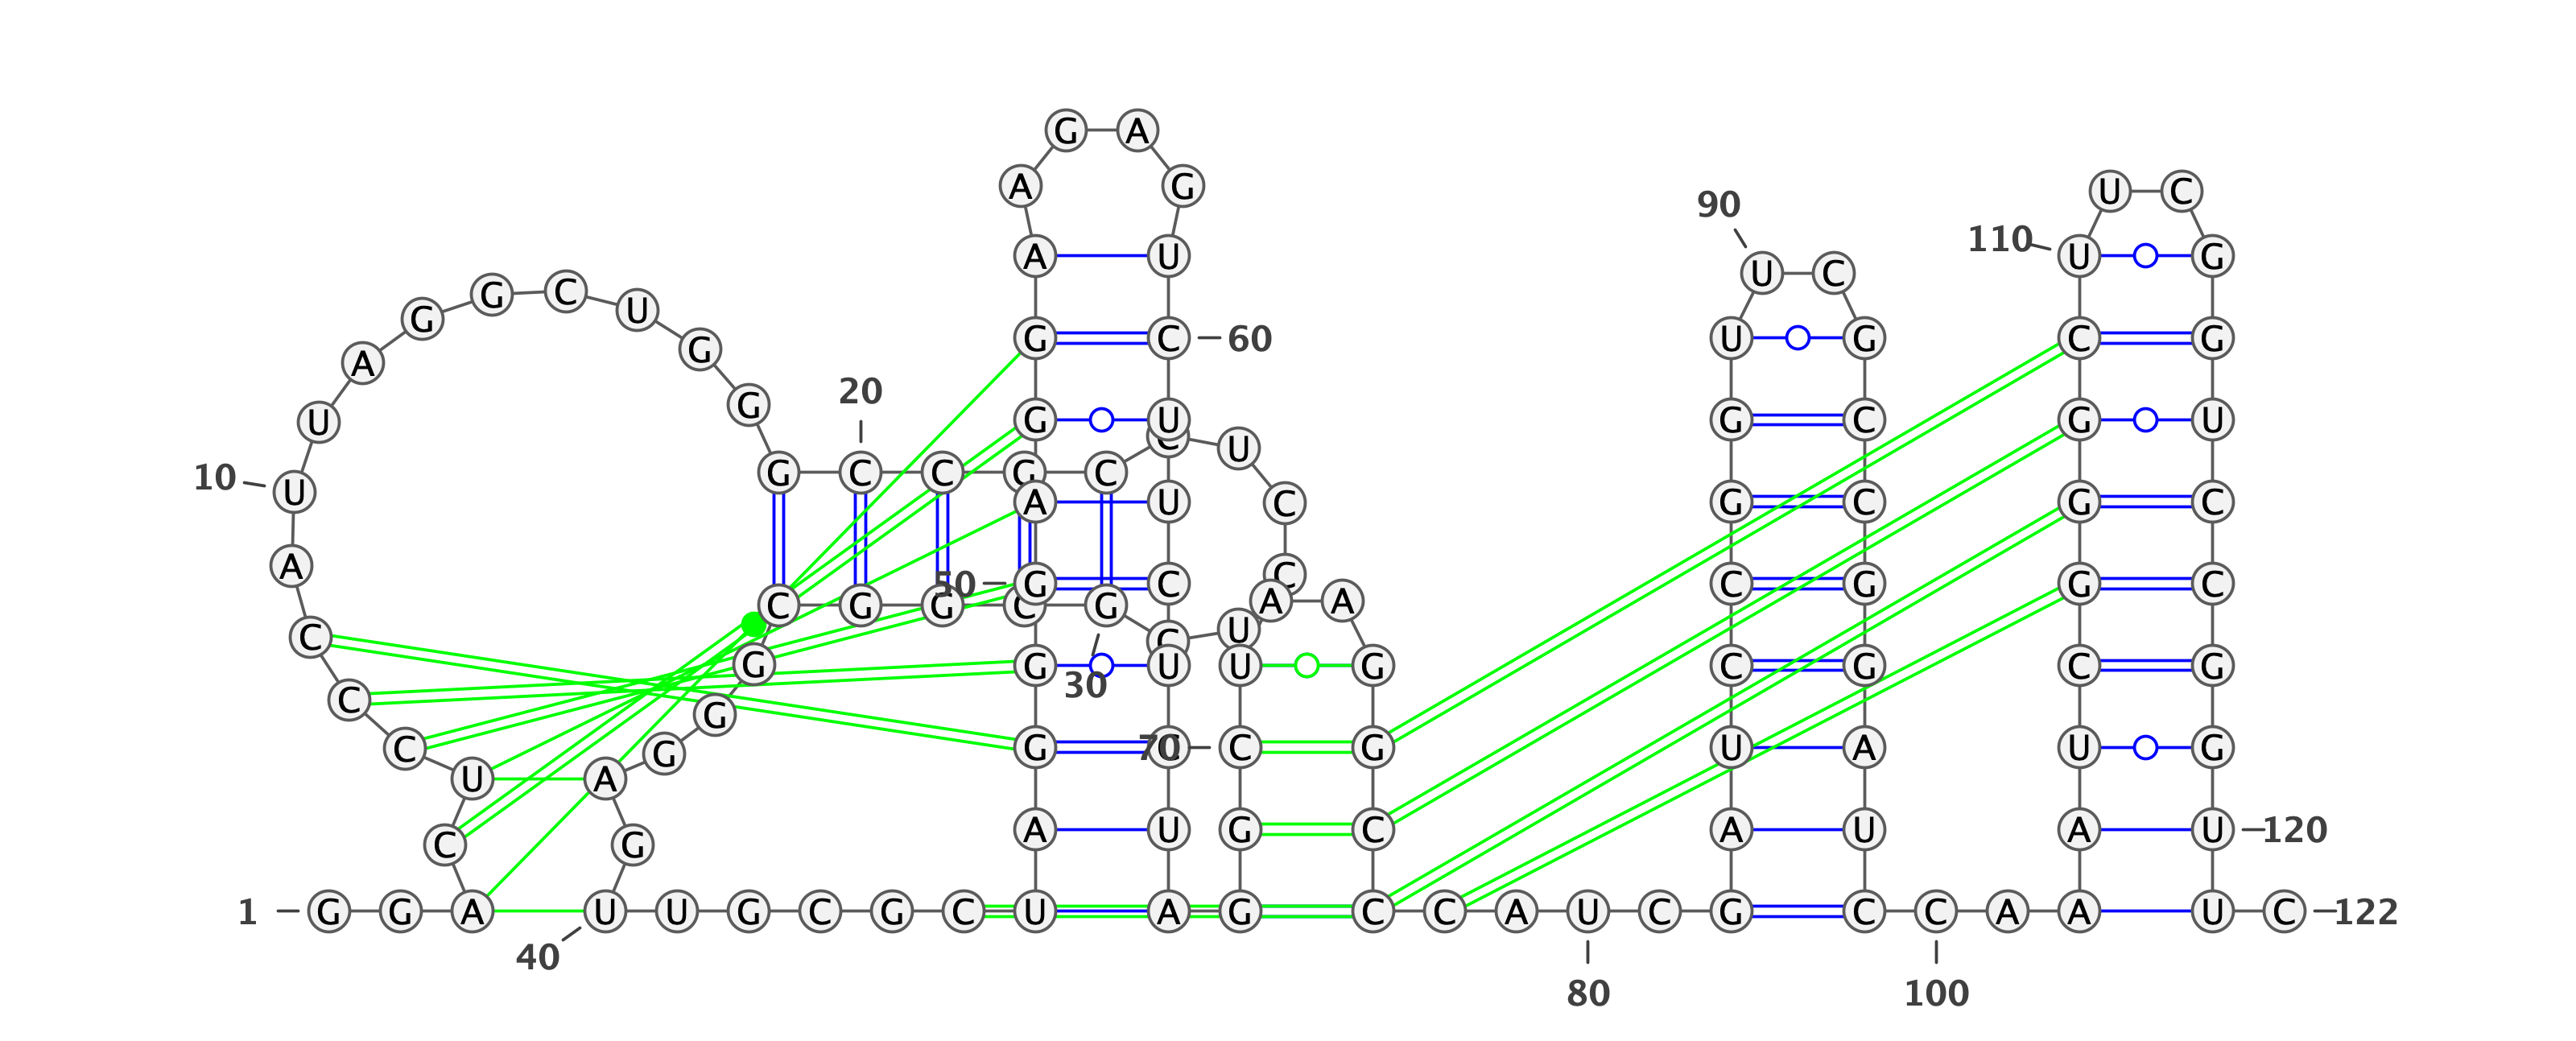 G A
A G U C
90
110
A U U G
U C
G C
U
G
G C 60 U G C G
G
A
20
G
U G U G C G U
C U
G C C G C
10 U
A U C G C G C
C
A
C
50 G C C G G C
A A
C G G C G
U
C
G G U U G C G C G
30
C
G
C G 70 C G U A U G
G
U A
A U G C A U A U 120
C G
1 G G A U U G C G C U A G C C A U C G C C A A U C 122
40
80 100